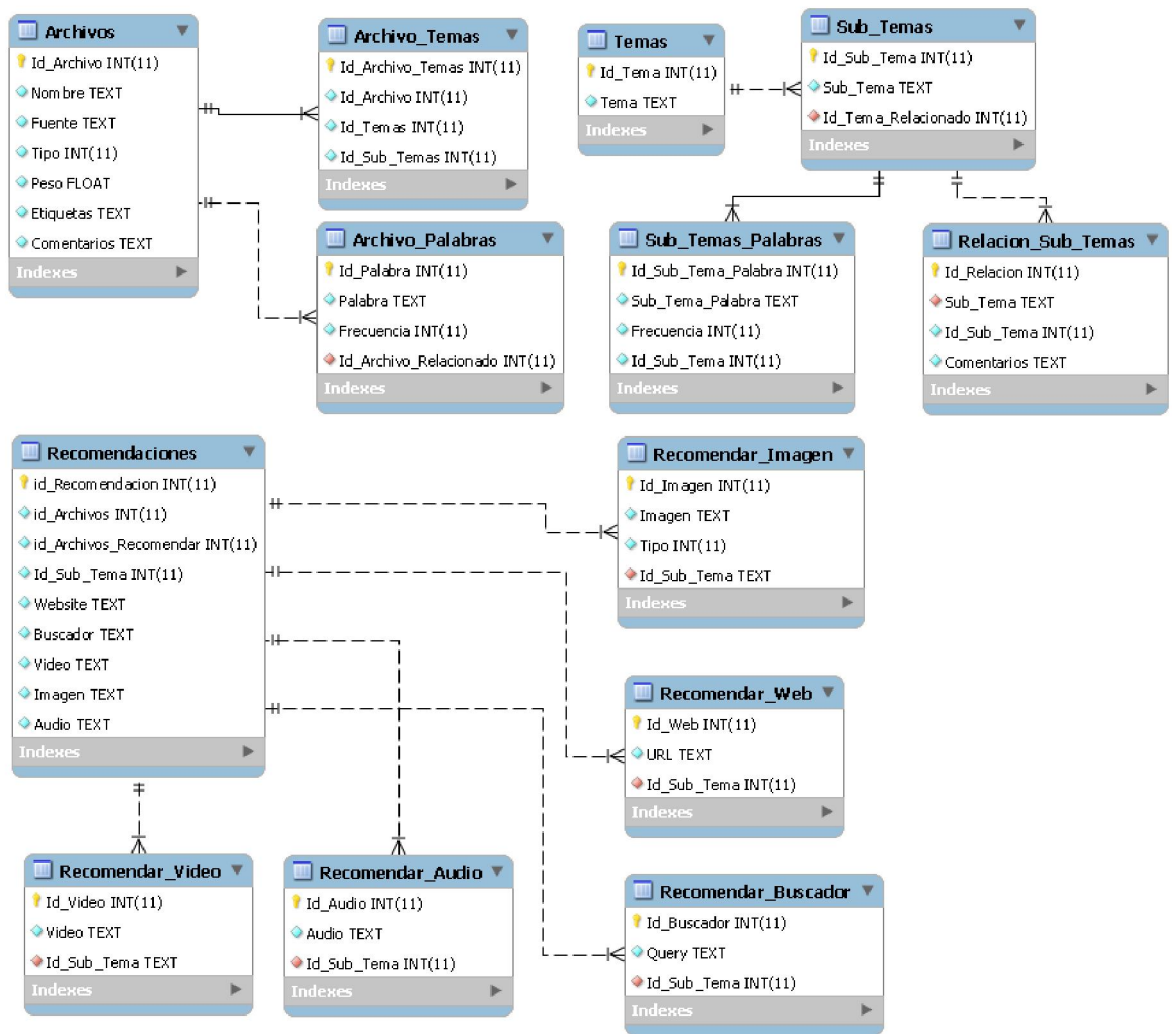 Archivos
Id_Archivo INT(11)
Nombre TEXT
Fuente TEXT
Tipo INT(11)
Peso FLOAT
Etiquetas TEXT
Comentarios TEXT
Indexes
Archivo_Temas
Id_Archivo_Temas INT(11)
Id_Archivo INT(11)
Id_Temas INT(11)
Id_Sub_Temas INT(11)
Indexes
Temas
Id_Tema INT(11)
Tema TEXT
Indexes
Sub_Temas
Id_Sub_Tema INT(11)
Sub_Tema TEXT
Id_Tema_Relacionado INT(11)
Indexes
Archivo_Palabras
Id_Palabra INT(11)
Palabra TEXT
Frecuencia INT(11)
Id_Archivo_Relacionado INT(11)
Indexes
Sub_Temas_Palabras
Id_Sub_Tema_Palabra INT(11)
Sub_Tema_Palabra TEXT
Frecuencia INT(11)
Id_Sub_Tema INT(11)
Indexes
Relacion_Sub_Temas
Id_Relacion INT(11)
Sub_Tema TEXT
Id_Sub_Tema INT(11)
Comentarios TEXT
Indexes
Recomendaciones
id_Recomendacion INT(11)
id_Archivos INT(11)
id_Archivos_Recomendar INT(11)
Id_Sub_Tema INT(11)
Website TEXT
Buscador TEXT
Video TEXT
Imagen TEXT
Audio TEXT
Indexes
Recomendar_Imagen
Id_Imagen INT(11)
Imagen TEXT
Tipo INT(11)
Id_Sub_Tema TEXT
Indexes
Recomendar_Web
Id_Web INT(11)
URL TEXT
Id_Sub_Tema INT(11)
Indexes
Recomendar_Video
Id_Video INT(11)
Video TEXT
Id_Sub_Tema TEXT
Indexes
Recomendar_Audio
Id_Audio INT(11)
Audio TEXT
Id_Sub_Tema INT(11)
Indexes
Recomendar_Buscador
Id_Buscador INT(11)
Query TEXT
Id_Sub_Tema INT(11)
Indexes